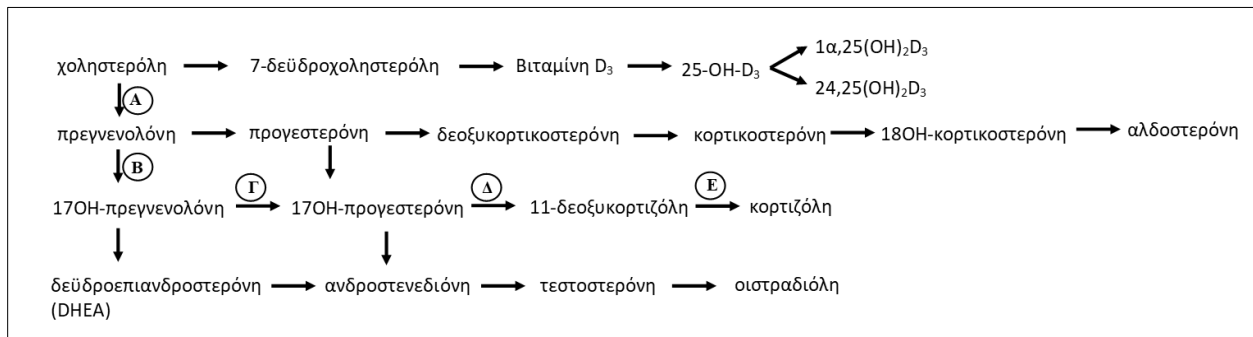 χοληστερόλη 7-δεϋδροχοληστερόλη Βιταμίνη D₃ 25-OH-D₃ 1α,25(OH)₂D₃
24,25(OH)₂D₃
Α
πρεγνενολόνη προγεστερόνη δεοξυκορτικοστερόνη κορτικοστερόνη 18OH-κορτικοστερόνη αλδοστερόνη
Β
Γ Δ Ε
17OH-πρεγνενολόνη 17OH-προγεστερόνη 11-δεοξυκορτιζόλη κορτιζόλη
δεϋδροεπιανδροστερόνη ανδροστενεδιόνη τεστοστερόνη οιστραδιόλη
(DHEA)